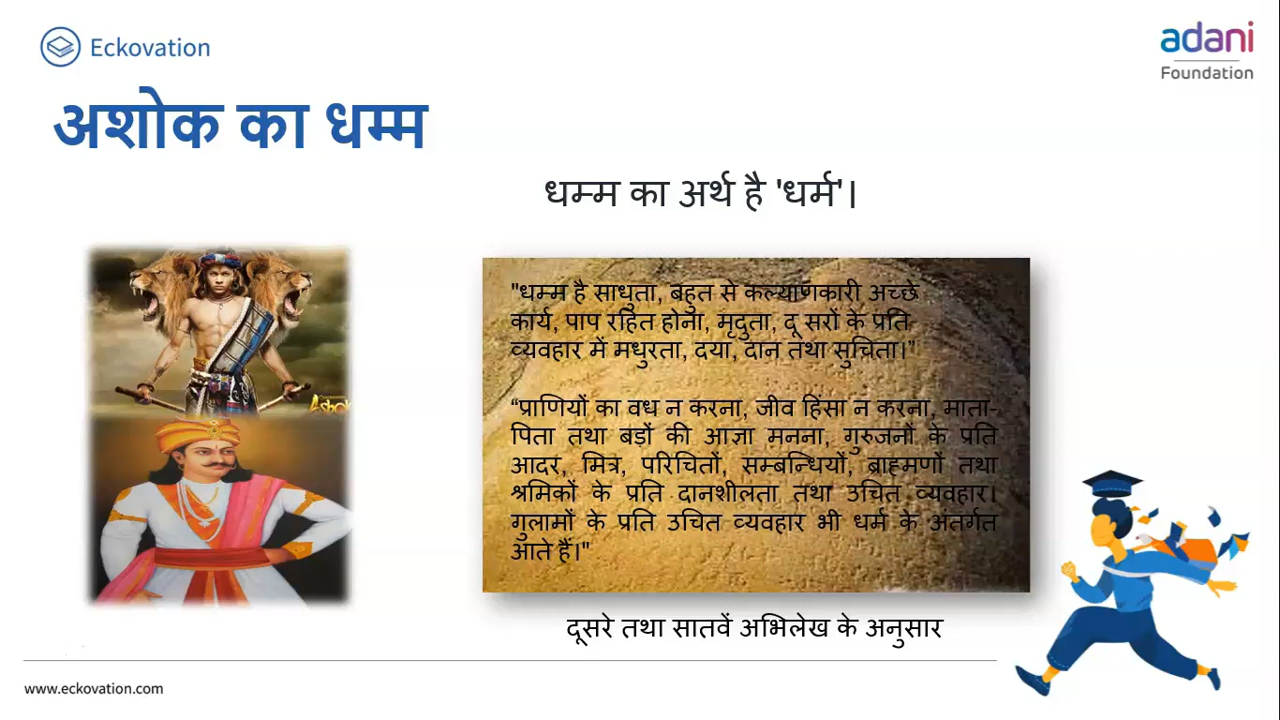 Eckovation
adani
Foundation
अशोक का धम्म
धम्म का अर्थ है 'धर्म'।
"धम्म है साधुता, बहुत से कल्याणकारी अच्छे
कार्य, पाप रहित होना, मृदुता, दू सरों के प्रति
व्यवहार में मधुरता, दया, दान तथा सुचिता।”
“प्राणियों का वध न करना, जीव हिंसा न करना, माता-
पिता तथा बड़ों की आज्ञा मनना, गुरुजनों के प्रति
आदर, मित्र, परिचितों, सम्बन्धियों, ब्राह्मणों तथा
श्रमिकों के प्रति दानशीलता तथा उचित व्यवहार।
गुलामों के प्रति उचित व्यवहार भी धर्म के अंतर्गत
आते हैं।"
दूसरे तथा सातवें अभिलेख के अनुसार
www.eckovation.com